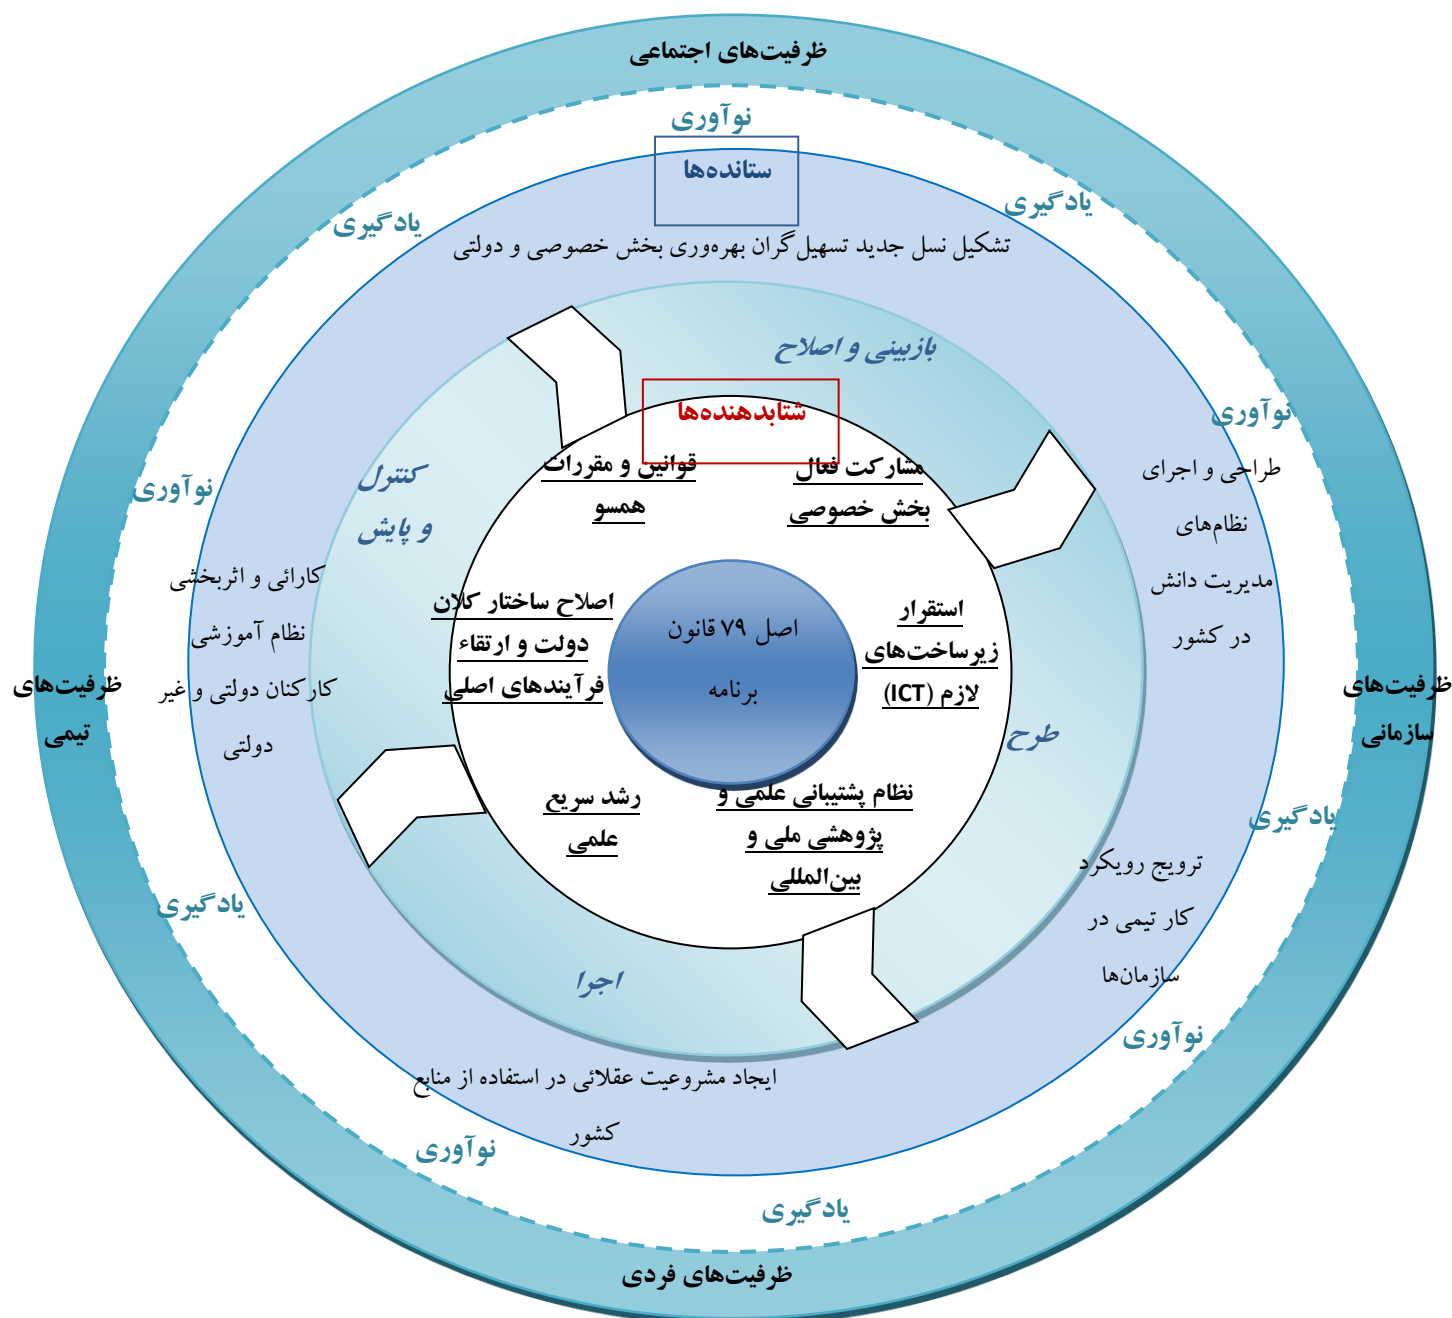 ظرفیت‌های اجتماعی
نوآوری
ستانده‌ها
یادگیری
یادگیری
تشکیل نسل جدید تسهیل‌گران بهره‌وری بخش خصوصی و دولتی
بازبینی و اصلاح
شتابدهنده‌ها
نوآوری
طراحی و اجرای
نظام‌های
مدیریت دانش
در کشور
مشارکت فعال
بخش خصوصی
قوانین و مقررات
همسو
کنترل
و پایش
نوآوری
کارائی و اثربخشی
نظام آموزشی
کارکنان دولتی و غیر
دولتی
استقرار
زیرساخت‌های
لازم (ICT)
اصل ۷۹ قانون
برنامه
اصلاح ساختار کلان
دولت و ارتقاء
فرآیندهای اصلی
ظرفیت‌های
سازمانی
ظرفیت‌های
تیمی
طرح
نظام پشتیبانی علمی و
پژوهشی ملی و
بین‌المللی
رشد سریع
علمی
یادگیری
ترویج رویکرد
کار تیمی در
سازمان‌ها
یادگیری
اجرا
نوآوری
ایجاد مشروعیت عقلائی در استفاده از منابع
کشور
نوآوری
یادگیری
ظرفیت‌های فردی